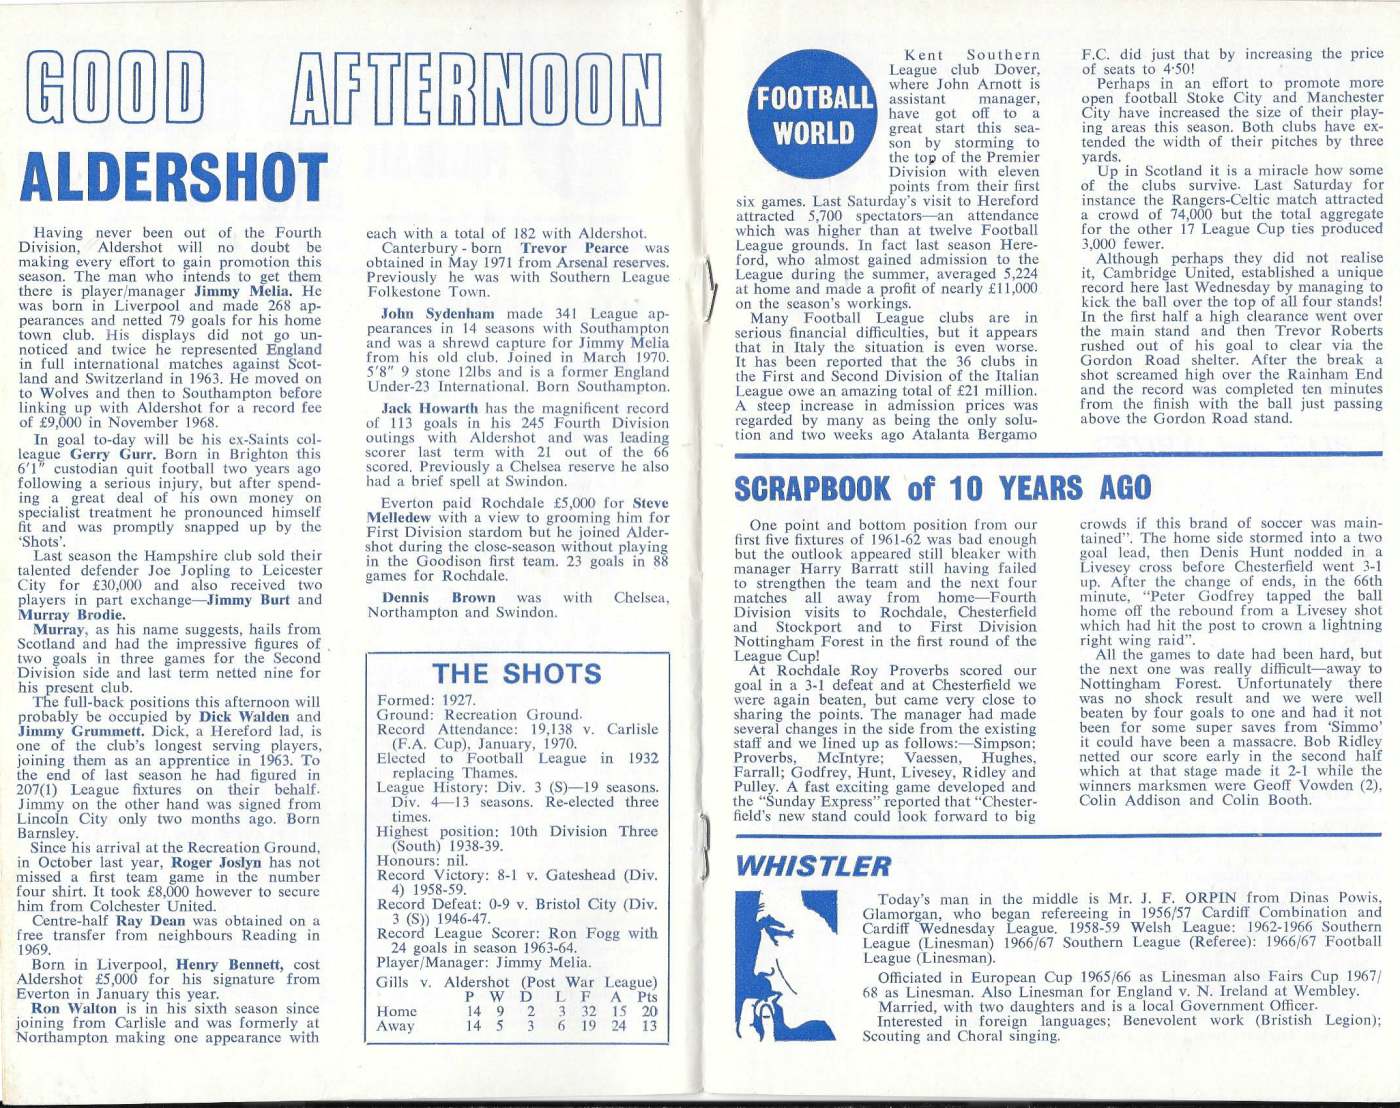 GOOD AFTERNOON
ALDERSHOT
Having never been out of the Fourth
Division, Aldershot will no doubt be
making every effort to gain promotion this
season. The man who intends to get them
there is player/manager Jimmy Melia. He
was born in Liverpool and made 268 ap-
pearances and netted 79 goals for his home
town club. His displays did not go un-
noticed and twice he represented England
in full international matches against Scot-
land and Switzerland in 1963. He moved on
to Wolves and then to Southampton before
linking up with Aldershot for a record fee
of £9,000 in November 1968.
In goal to-day will be his ex-Saints col-
league Gerry Gurr. Born in Brighton this
6'1" custodian quit football two years ago
following a serious injury, but after spend-
ing a great deal of his own money on
specialist treatment he pronounced himself
fit and was promptly snapped up by the
'Shots'.
Last season the Hampshire club sold their
talented defender Joe Jopling to Leicester
City for £30,000 and also received two
players in part exchange—Jimmy Burt and
Murray Brodie.
Murray, as his name suggests, hails from
Scotland and had the impressive figures of
two goals in three games for the Second
Division side and last term netted nine for
his present club.
The full-back positions this afternoon will
probably be occupied by Dick Walden and
Jimmy Grummett. Dick, a Hereford lad, is
one of the club's longest serving players,
joining them as an apprentice in 1963. To
the end of last season he had figured in
207(1) League fixtures on their behalf.
Jimmy on the other hand was signed from
Lincoln City only two months ago. Born
Barnsley.
Since his arrival at the Recreation Ground,
in October last year, Roger Joslyn has not
missed a first team game in the number
four shirt. It took £8,000 however to secure
him from Colchester United.
Centre-half Ray Dean was obtained on a
free transfer from neighbours Reading in
1969.
Born in Liverpool, Henry Bennett, cost
Aldershot £5,000 for his signature from
Everton in January this year.
Ron Walton is in his sixth season since
joining from Carlisle and was formerly at
Northampton making one appearance with
each with a total of 182 with Aldershot.
Canterbury-born Trevor Pearce was
obtained in May 1971 from Arsenal reserves.
Previously he was with Southern League
Folkestone Town.
John Sydenham made 341 League ap-
pearances in 14 seasons with Southampton
and was a shrewd capture for Jimmy Melia
from his old club. Joined in March 1970.
5'8" 9 stone 12lbs and is a former England
Under-23 International. Born Southampton.
Jack Howarth has the magnificent record
of 113 goals in his 245 Fourth Division
outings with Aldershot and was leading
scorer last term with 21 out of the 66
scored. Previously a Chelsea reserve he also
had a brief spell at Swindon.
Everton paid Rochdale £5,000 for Steve
Melledew with a view to grooming him for
First Division stardom but he joined Alder-
shot during the close-season without playing
in the Goodison first team. 23 goals in 88
games for Rochdale.
Dennis Brown was with Chelsea,
Northampton and Swindon.
THE SHOTS
Formed: 1927.
Ground: Recreation Ground.
Record Attendance: 19,138 v. Carlisle
(F.A. Cup), January, 1970.
Elected to Football League in 1932
replacing Thames.
League History: Div. 3 (S)—19 seasons.
Div. 4—13 seasons. Re-elected three
times.
Highest position: 10th Division Three
(South) 1938-39.
Honours: nil.
Record Victory: 8-1 v. Gateshead (Div.
4) 1958-59.
Record Defeat: 0-9 v. Bristol City (Div.
3 (S)) 1946-47.
Record League Scorer: Ron Fogg with
24 goals in season 1963-64.
Player/Manager: Jimmy Melia.
Gills v. Aldershot (Post War League)
P W D L F A Pts
Home 14 9 2 3 32 15 20
Away 14 5 3 6 19 24 13
FOOTBALL
WORLD
Kent Southern
League club Dover,
where John Arnott is
assistant manager,
have got off to a
great start this sea-
son by storming to
the top of the Premier
Division with eleven
points from their first
six games. Last Saturday's visit to Hereford
attracted 5,700 spectators—an attendance
which was higher than at twelve Football
League grounds. In fact last season Here-
ford, who almost gained admission to the
League during the summer, averaged 5,224
at home and made a profit of nearly £11,000
on the season's workings.
Many Football League clubs are in
serious financial difficulties, but it appears
that in Italy the situation is even worse.
It has been reported that the 36 clubs in
the First and Second Division of the Italian
League owe an amazing total of £21 million.
A steep increase in admission prices was
regarded by many as being the only solu-
tion and two weeks ago Atalanta Bergamo
F.C. did just that by increasing the price
of seats to 4·50!
Perhaps in an effort to promote more
open football Stoke City and Manchester
City have increased the size of their play-
ing areas this season. Both clubs have ex-
tended the width of their pitches by three
yards.
Up in Scotland it is a miracle how some
of the clubs survive. Last Saturday for
instance the Rangers-Celtic match attracted
a crowd of 74,000 but the total aggregate
for the other 17 League Cup ties produced
3,000 fewer.
Although perhaps they did not realise
it, Cambridge United, established a unique
record here last Wednesday by managing to
kick the ball over the top of all four stands!
In the first half a high clearance went over
the main stand and then Trevor Roberts
rushed out of his goal to clear via the
Gordon Road shelter. After the break a
shot screamed high over the Rainham End
and the record was completed ten minutes
from the finish with the ball just passing
above the Gordon Road stand.
SCRAPBOOK of 10 YEARS AGO
One point and bottom position from our
first five fixtures of 1961-62 was bad enough
but the outlook appeared still bleaker with
manager Harry Barratt still having failed
to strengthen the team and the next four
matches all away from home—Fourth
Division visits to Rochdale, Chesterfield
and Stockport and to First Division
Nottingham Forest in the first round of the
League Cup!
At Rochdale Roy Proverbs scored our
goal in a 3-1 defeat and at Chesterfield we
were again beaten, but came very close to
sharing the points. The manager had made
several changes in the side from the existing
staff and we lined up as follows:—Simpson;
Proverbs, McIntyre; Vaessen, Hughes,
Farrall; Godfrey, Hunt, Livesey, Ridley and
Pulley. A fast exciting game developed and
the "Sunday Express" reported that "Chester-
field's new stand could look forward to big
crowds if this brand of soccer was main-
tained". The home side stormed into a two
goal lead, then Denis Hunt nodded in a
Livesey cross before Chesterfield went 3-1
up. After the change of ends, in the 66th
minute, "Peter Godfrey tapped the ball
home off the rebound from a Livesey shot
which had hit the post to crown a lightning
right wing raid".
All the games to date had been hard, but
the next one was really difficult—away to
Nottingham Forest. Unfortunately there
was no shock result and we were well
beaten by four goals to one and had it not
been for some super saves from 'Simmo'
it could have been a massacre. Bob Ridley
netted our score early in the second half
which at that stage made it 2-1 while the
winners marksmen were Geoff Vowden (2),
Colin Addison and Colin Booth.
WHISTLER
Today's man in the middle is Mr. J. F. ORPIN from Dinas Powis,
Glamorgan, who began refereeing in 1956/57 Cardiff Combination and
Cardiff Wednesday League. 1958-59 Welsh League: 1962-1966 Southern
League (Linesman) 1966/67 Southern League (Referee): 1966/67 Football
League (Linesman).
Officiated in European Cup 1965/66 as Linesman also Fairs Cup 1967/
68 as Linesman. Also Linesman for England v. N. Ireland at Wembley.
Married, with two daughters and is a local Government Officer.
Interested in foreign languages; Benevolent work (Bristish Legion);
Scouting and Choral singing.